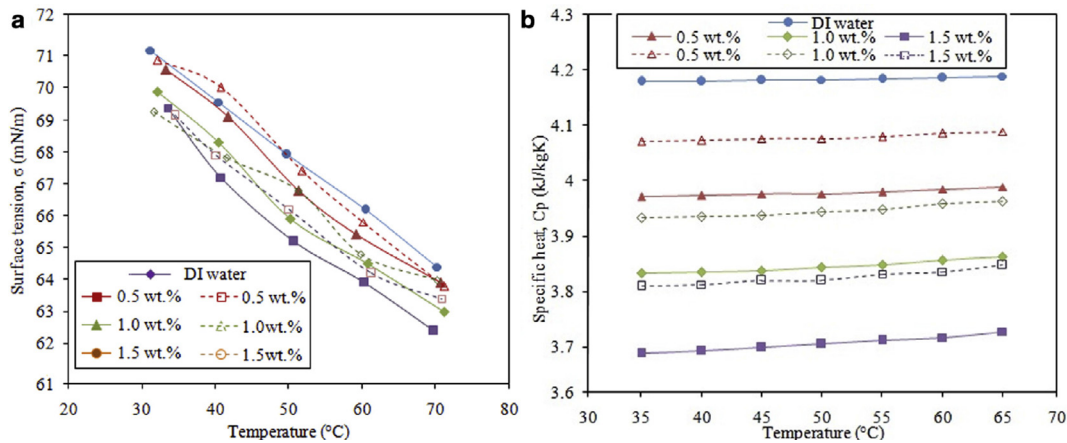 a
72
71
70
69
68
67
66
65
64
63
62
61
Surface tension, σ (mN/m)
DI water
0.5 wt.% 0.5 wt.%
1.0 wt.% 1.0wt.%
1.5 wt.% 1.5wt.%
20 30 40 50 60 70 80
Temperature (°C)
b
4.3
4.2
4.1
4
3.9
3.8
3.7
3.6
Specific heat, Cp (kJ/kgK)
DI water
0.5 wt.% 1.0 wt.% 1.5 wt.%
0.5 wt.% 1.0 wt.% 1.5 wt.%
30 35 40 45 50 55 60 65 70
Temperature (°C)